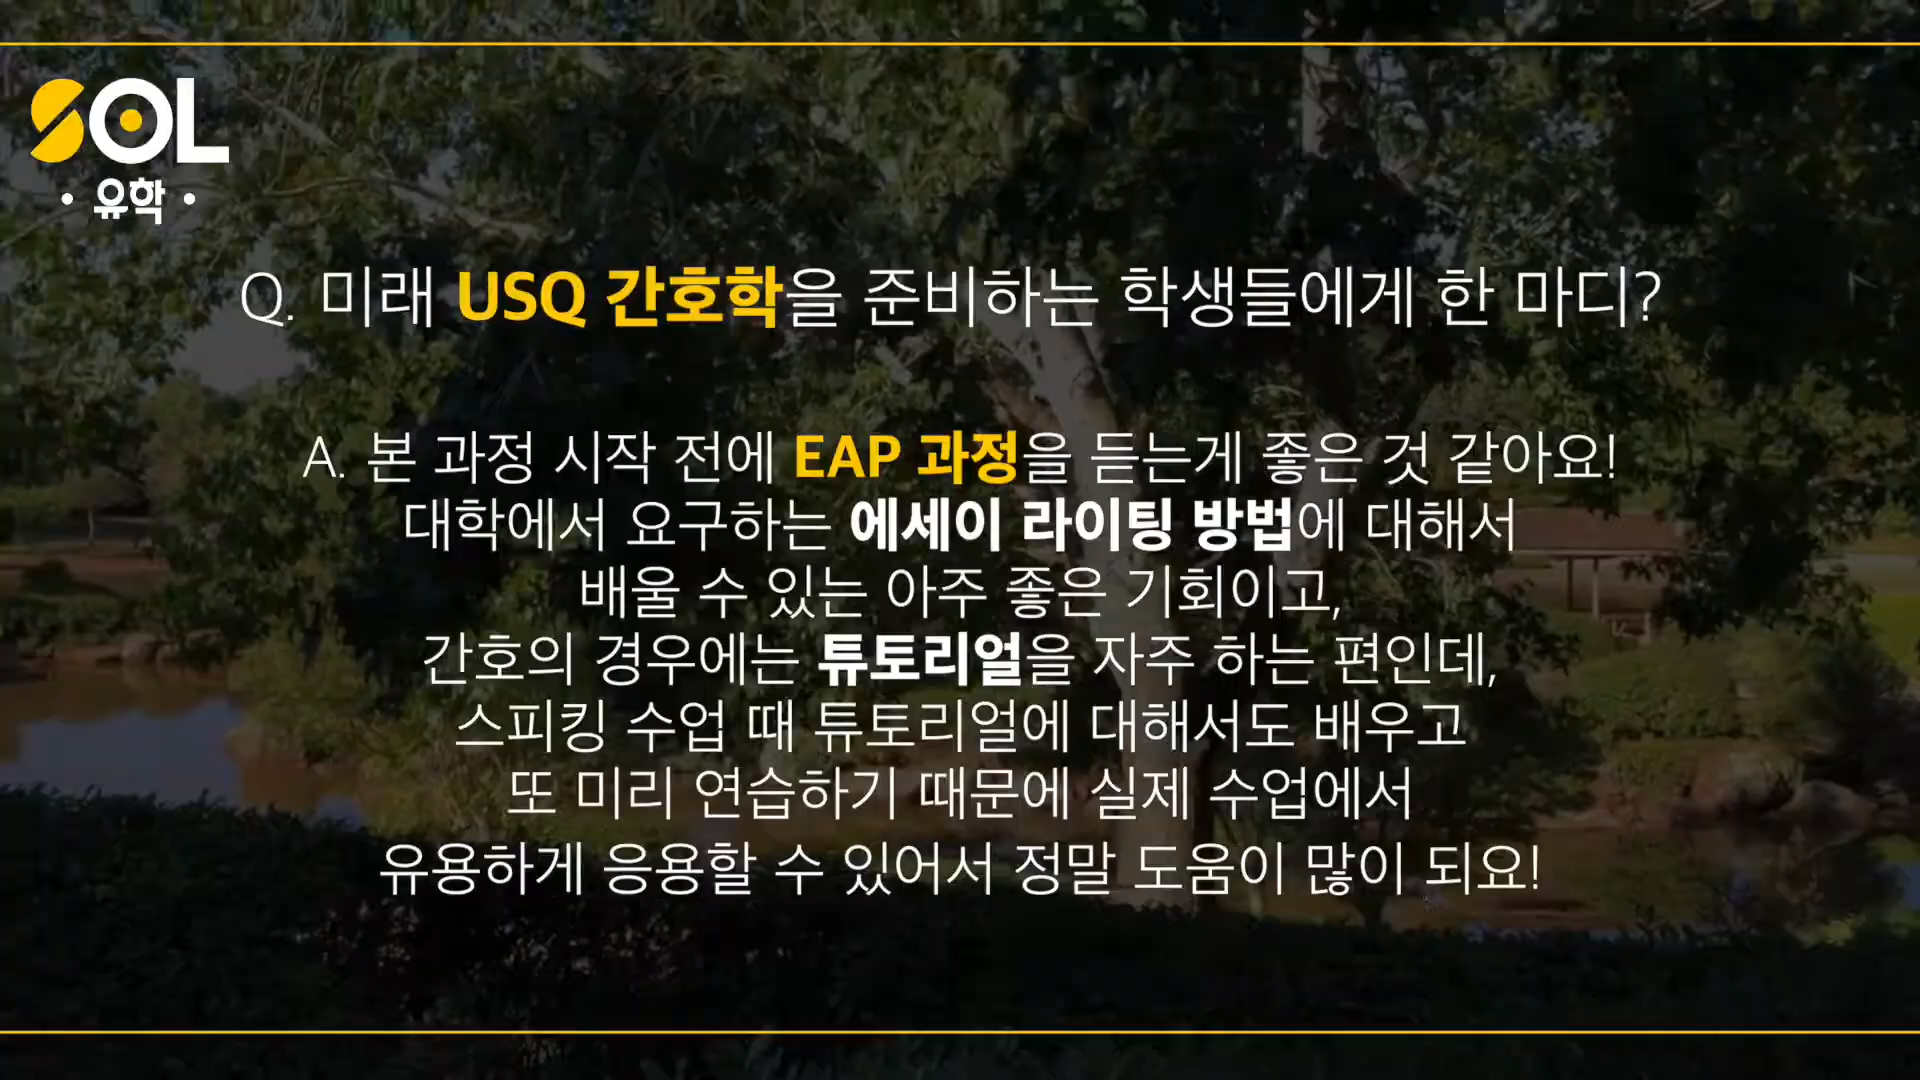 SOL
· 유학 ·
Q. 미래 USQ 간호학을 준비하는 학생들에게 한 마디?
A. 본 과정 시작 전에 EAP 과정을 듣는게 좋은 것 같아요!
대학에서 요구하는 에세이 라이팅 방법에 대해서
배울 수 있는 아주 좋은 기회이고,
간호의 경우에는 튜토리얼을 자주 하는 편인데,
스피킹 수업 때 튜토리얼에 대해서도 배우고
또 미리 연습하기 때문에 실제 수업에서
유용하게 응용할 수 있어서 정말 도움이 많이 되요!